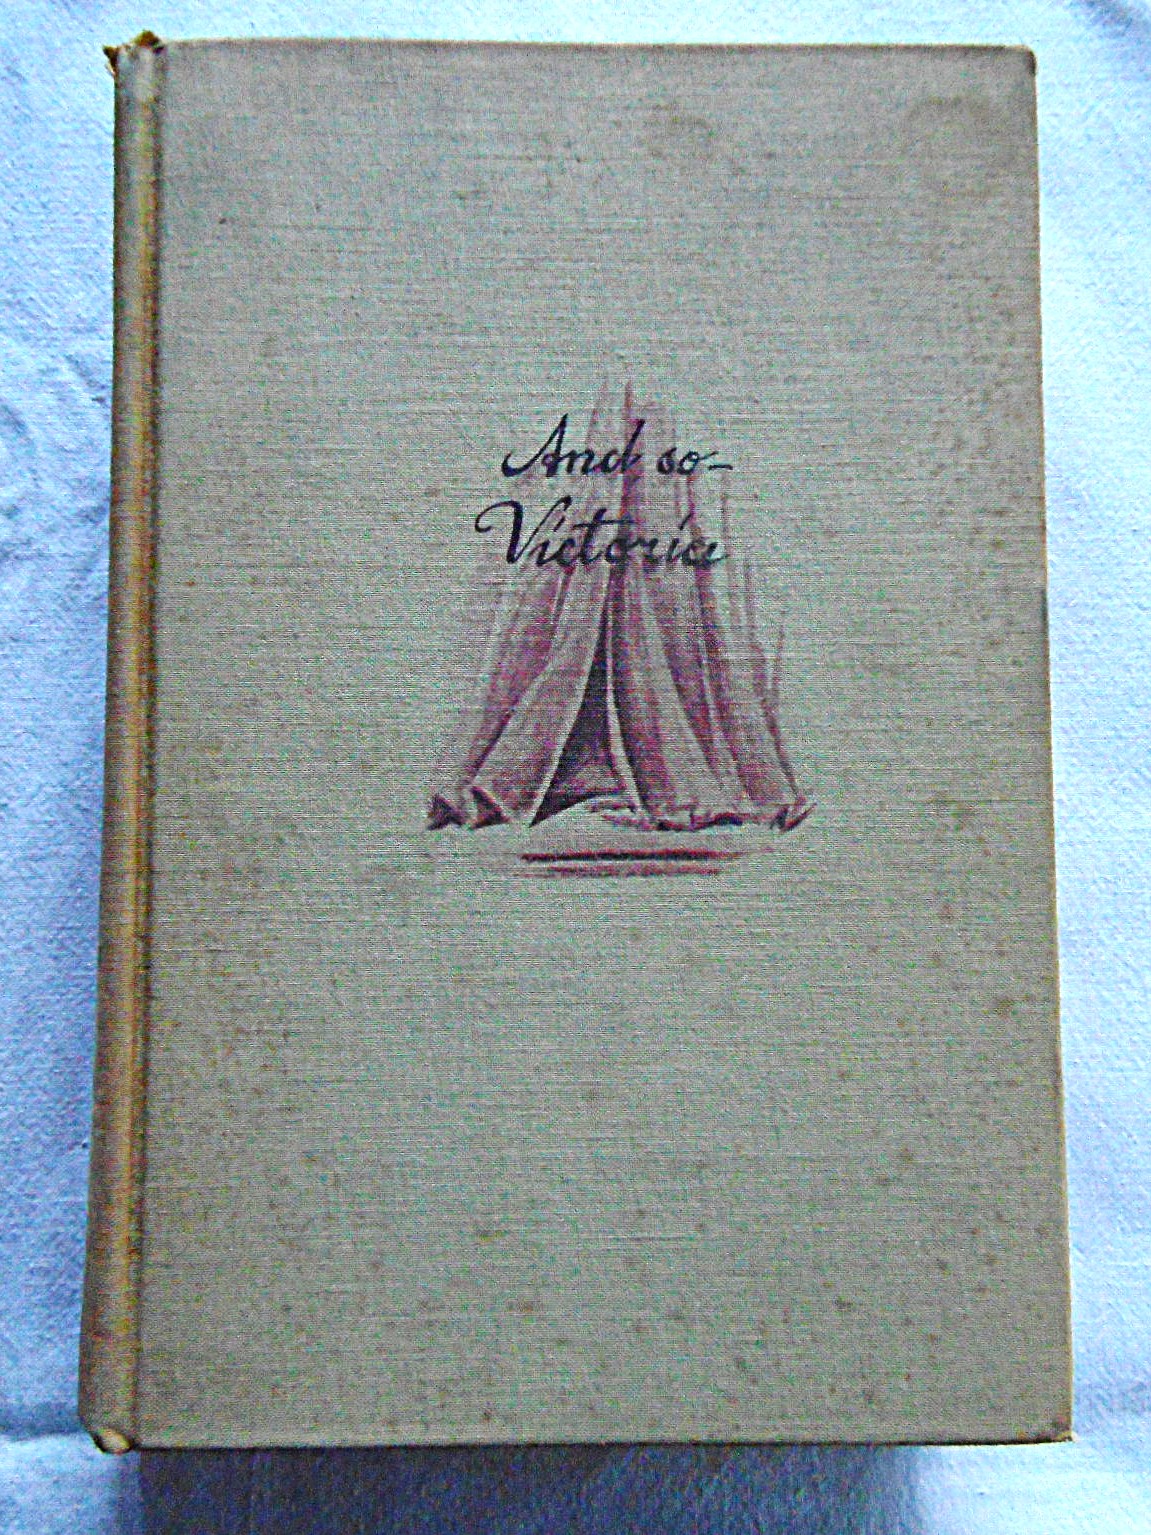 And so-
Victoria